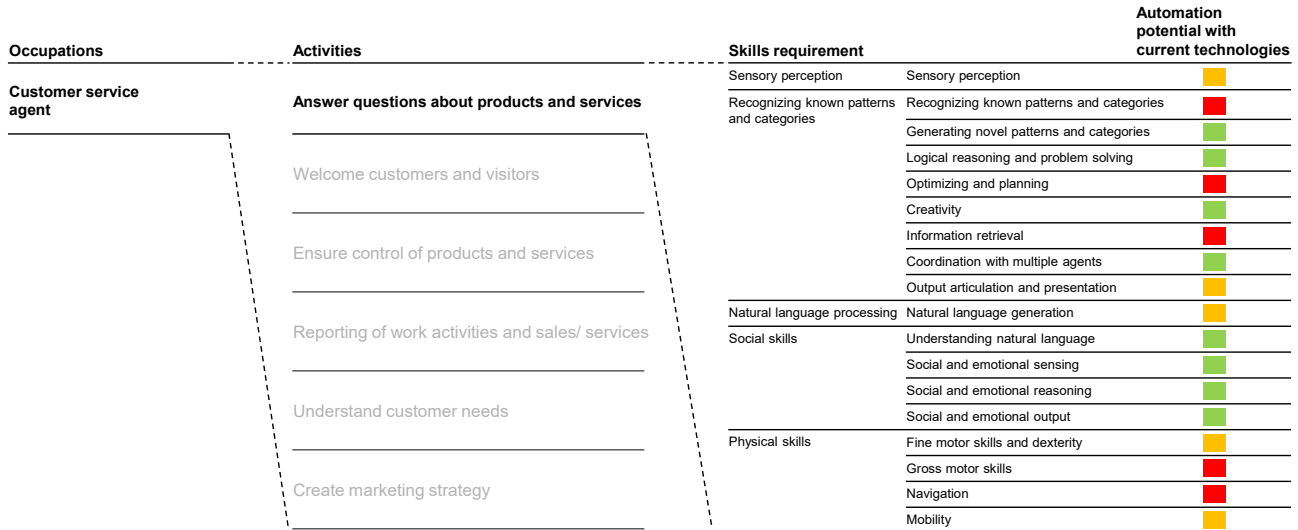 Automation
potential with
current technologies
Occupations
Activities
Skills requirement
Customer service
agent
Answer questions about products and services
Welcome customers and visitors
Ensure control of products and services
Reporting of work activities and sales/ services
Understand customer needs
Create marketing strategy
Sensory perception
Sensory perception
Recognizing known patterns
and categories
Recognizing known patterns and categories
Generating novel patterns and categories
Logical reasoning and problem solving
Optimizing and planning
Creativity
Information retrieval
Coordination with multiple agents
Output articulation and presentation
Natural language processing
Natural language generation
Social skills
Understanding natural language
Social and emotional sensing
Social and emotional reasoning
Social and emotional output
Physical skills
Fine motor skills and dexterity
Gross motor skills
Navigation
Mobility